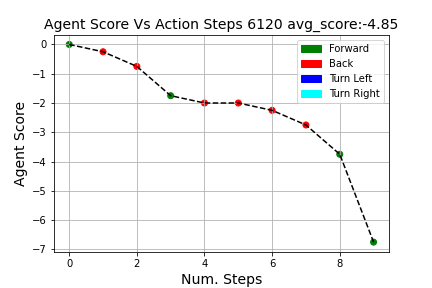 Agent Score Vs Action Steps 6120 avg_score:-4.85
Forward
Back
Turn Left
Turn Right
Agent Score
0
−1
−2
−3
−4
−5
−6
−7
0 2 4 6 8
Num. Steps